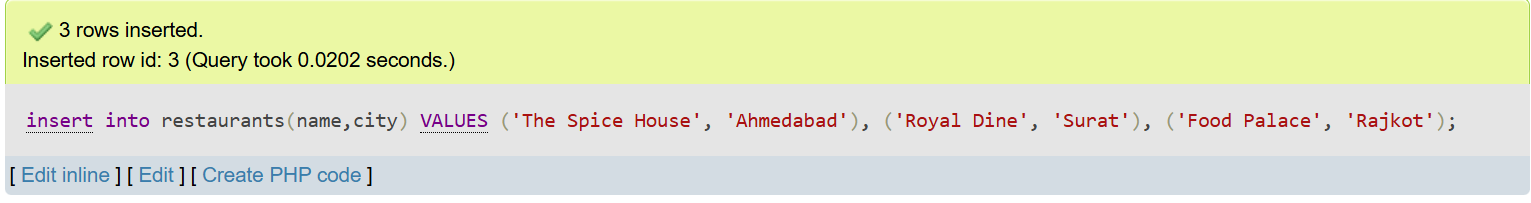 3 rows inserted.
Inserted row id: 3 (Query took 0.0202 seconds.)
insert into restaurants(name,city) VALUES ('The Spice House', 'Ahmedabad'), ('Royal Dine', 'Surat'), ('Food Palace', 'Rajkot');
[ Edit inline ] [ Edit ] [ Create PHP code ]